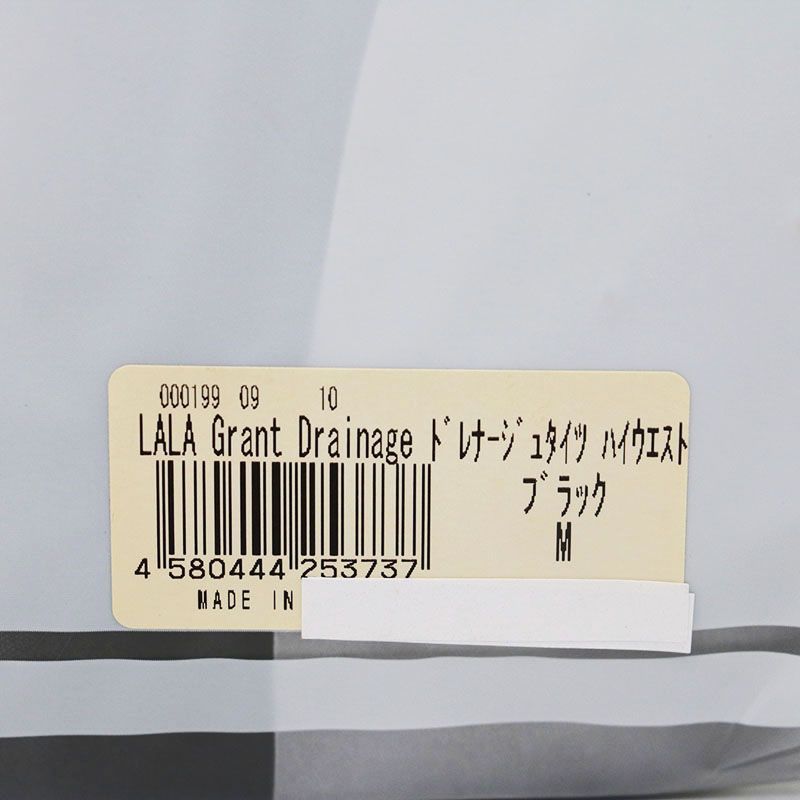 000199 09 10
LALA Grant Drainage ﾄﾞﾚﾅｰｼﾞｭﾀｲﾂ ﾊｲｳｴｽﾄ
ブラック
M
4 580444 253737
MADE IN